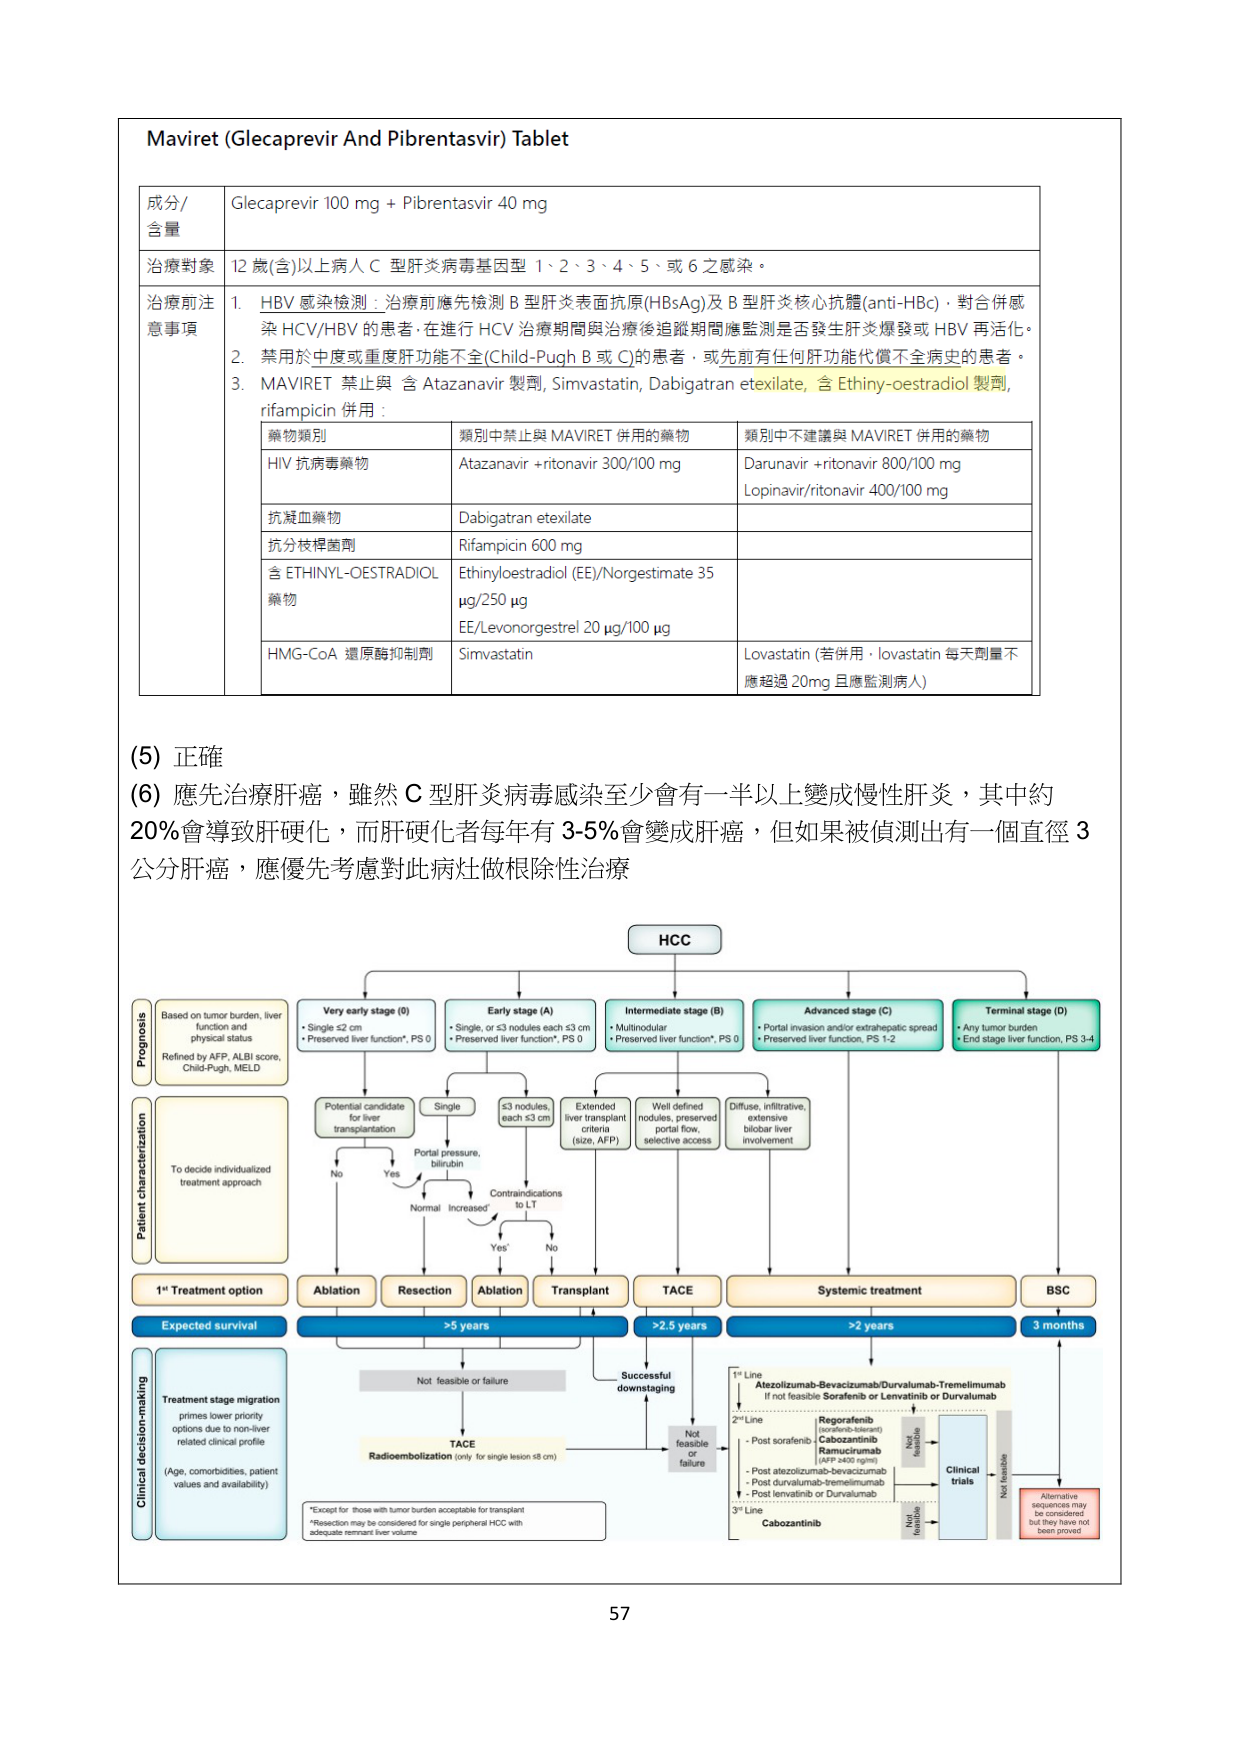 Maviret (Glecaprevir And Pibrentasvir) Tablet
成分/
含量
Glecaprevir 100 mg + Pibrentasvir 40 mg
治療對象
12 歲(含)以上病人 C 型肝炎病毒基因型 1、2、3、4、5、或 6 之感染。
治療前注
意事項
1. HBV 感染檢測：治療前應先檢測 B 型肝炎表面抗原(HBsAg)及 B 型肝炎核心抗體(anti-HBc)，對合併感
染 HCV/HBV 的患者，在進行 HCV 治療期間與治療後追蹤期間應監測是否發生肝炎爆發或 HBV 再活化。
2. 禁用於中度或重度肝功能不全(Child-Pugh B 或 C)的患者，或先前有任何肝功能代償不全病史的患者。
3. MAVIRET 禁止與 含 Atazanavir 製劑, Simvastatin, Dabigatran etexilate, 含 Ethiny-oestradiol 製劑,
rifampicin 併用：
藥物類別
類別中禁止與 MAVIRET 併用的藥物
類別中不建議與 MAVIRET 併用的藥物
HIV 抗病毒藥物
Atazanavir +ritonavir 300/100 mg
Darunavir +ritonavir 800/100 mg
Lopinavir/ritonavir 400/100 mg
抗凝血藥物
Dabigatran etexilate
抗分枝桿菌劑
Rifampicin 600 mg
含 ETHINYL-OESTRADIOL
藥物
Ethinyloestradiol (EE)/Norgestimate 35
μg/250 μg
EE/Levonorgestrel 20 μg/100 μg
HMG-CoA 還原酶抑制劑
Simvastatin
Lovastatin (若併用，lovastatin 每天劑量不
應超過 20mg 且應監測病人)
(5) 正確
(6) 應先治療肝癌，雖然 C 型肝炎病毒感染至少會有一半以上變成慢性肝炎，其中約
20%會導致肝硬化，而肝硬化者每年有 3-5%會變成肝癌，但如果被偵測出有一個直徑 3
公分肝癌，應優先考慮對此病灶做根除性治療
HCC
Prognosis
Based on tumor burden, liver
function and
physical status
Refined by AFP, ALBI score,
Child-Pugh, MELD
Very early stage (0)
• Single ≤2 cm
• Preserved liver function*, PS 0
Early stage (A)
• Single, or ≤3 nodules each ≤3 cm
• Preserved liver function*, PS 0
Intermediate stage (B)
• Multinodular
• Preserved liver function*, PS 0
Advanced stage (C)
• Portal invasion and/or extrahepatic spread
• Preserved liver function, PS 1-2
Terminal stage (D)
• Any tumor burden
• End stage liver function, PS 3-4
Patient characterization
To decide individualized
treatment approach
Potential candidate
for liver
transplantation
Single
≤3 nodules,
each ≤3 cm
Extended
liver transplant
criteria
(size, AFP)
Well defined
nodules, preserved
portal flow,
selective access
Diffuse, infiltrative,
extensive
bilobar liver
involvement
Portal pressure,
bilirubin
No
Yes
Contraindications
to LT
Normal
Increased^
Yes^
No
1st Treatment option
Ablation
Resection
Ablation
Transplant
TACE
Systemic treatment
BSC
Expected survival
>5 years
>2.5 years
>2 years
3 months
Clinical decision-making
Treatment stage migration
primes lower priority
options due to non-liver
related clinical profile
(Age, comorbidities, patient
values and availability)
Not feasible or failure
TACE
Radioembolization (only for single lesion ≤8 cm)
Successful
downstaging
Not
feasible
or
failure
1st Line
Atezolizumab-Bevacizumab/Durvalumab-Tremelimumab
If not feasible Sorafenib or Lenvatinib or Durvalumab
2nd Line
- Post sorafenib
Regorafenib
(sorafenib-tolerant)
Cabozantinib
Ramucirumab
(AFP ≥400 ng/ml)
- Post atezolizumab-bevacizumab
- Post durvalumab-tremelimumab
- Post lenvatinib or Durvalumab
3rd Line
Cabozantinib
Not
feasible
Not
feasible
Clinical
trials
Not feasible
Alternative
sequences may
be considered
but they have not
been proved
*Except for those with tumor burden acceptable for transplant
^Resection may be considered for single peripheral HCC with
adequate remnant liver volume
57